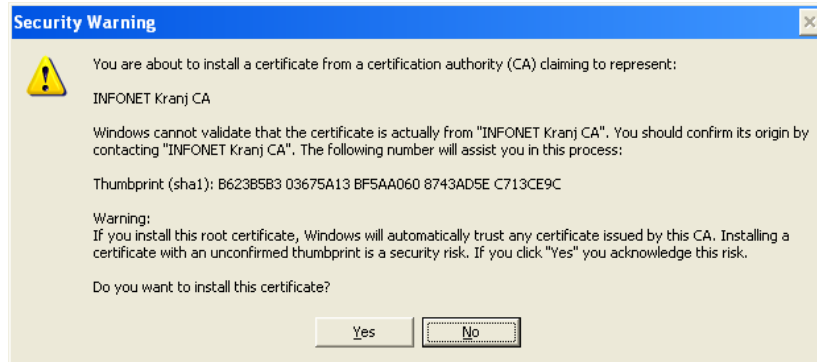 Security Warning
You are about to install a certificate from a certification authority (CA) claiming to represent:
INFONET Kranj CA
Windows cannot validate that the certificate is actually from "INFONET Kranj CA". You should confirm its origin by
contacting "INFONET Kranj CA". The following number will assist you in this process:
Thumbprint (sha1): B623B5B3 03675A13 BF5AA060 8743AD5E C713CE9C
Warning:
If you install this root certificate, Windows will automatically trust any certificate issued by this CA. Installing a
certificate with an unconfirmed thumbprint is a security risk. If you click "Yes" you acknowledge this risk.
Do you want to install this certificate?
Yes
No